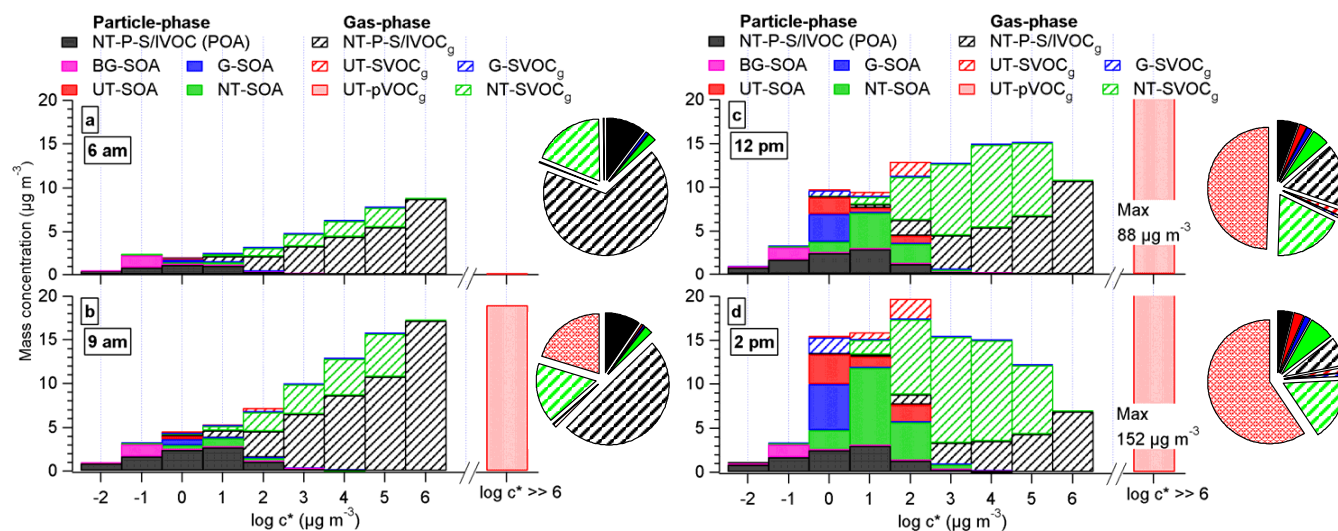 Particle-phase Gas-phase
NT-P-S/IVOC (POA) NT-P-S/IVOCg
BG-SOA G-SOA UT-SVOCg G-SVOCg
UT-SOA NT-SOA UT-pVOCg NT-SVOCg
Particle-phase Gas-phase
NT-P-S/IVOC (POA) NT-P-S/IVOCg
BG-SOA G-SOA UT-SVOCg G-SVOCg
UT-SOA NT-SOA UT-pVOCg NT-SVOCg
Mass concentration (µg m-3)
20
15
10
5
0
a
6 am
20
15
10
5
0
b
9 am
-2 -1 0 1 2 3 4 5 6
log c* >> 6
log c* (µg m-3)
20
15
10
5
0
c
12 pm
Max
88 µg m-3
20
15
10
5
0
d
2 pm
Max
152 µg m-3
-2 -1 0 1 2 3 4 5 6
log c* >> 6
log c* (µg m-3)